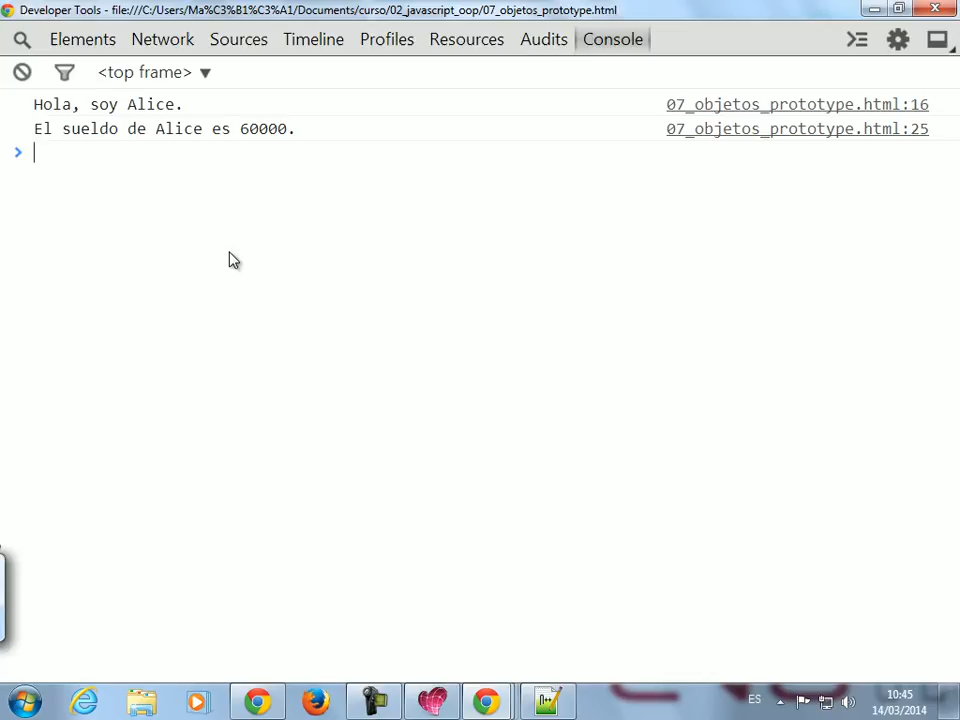 Developer Tools - file:///C:/Users/Ma%C3%B1%C3%A1/Documents/curso/02_javascript_oop/07_objetos_prototype.html
Elements Network Sources Timeline Profiles Resources Audits Console
<top frame> ▼
Hola, soy Alice. 07_objetos_prototype.html:16
El sueldo de Alice es 60000. 07_objetos_prototype.html:25
>
ES 10:45
14/03/2014